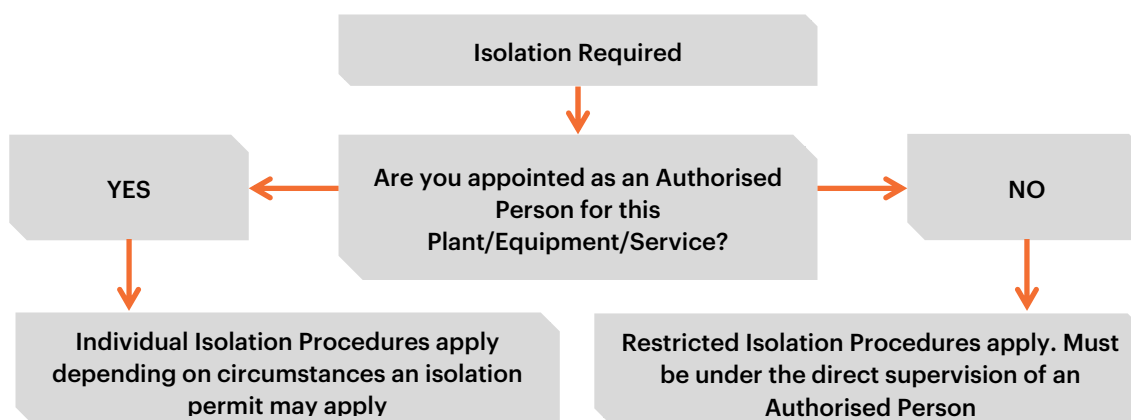 Isolation Required
YES
Are you appointed as an Authorised
Person for this
Plant/Equipment/Service?
NO
Individual Isolation Procedures apply
depending on circumstances an isolation
permit may apply
Restricted Isolation Procedures apply. Must
be under the direct supervision of an
Authorised Person